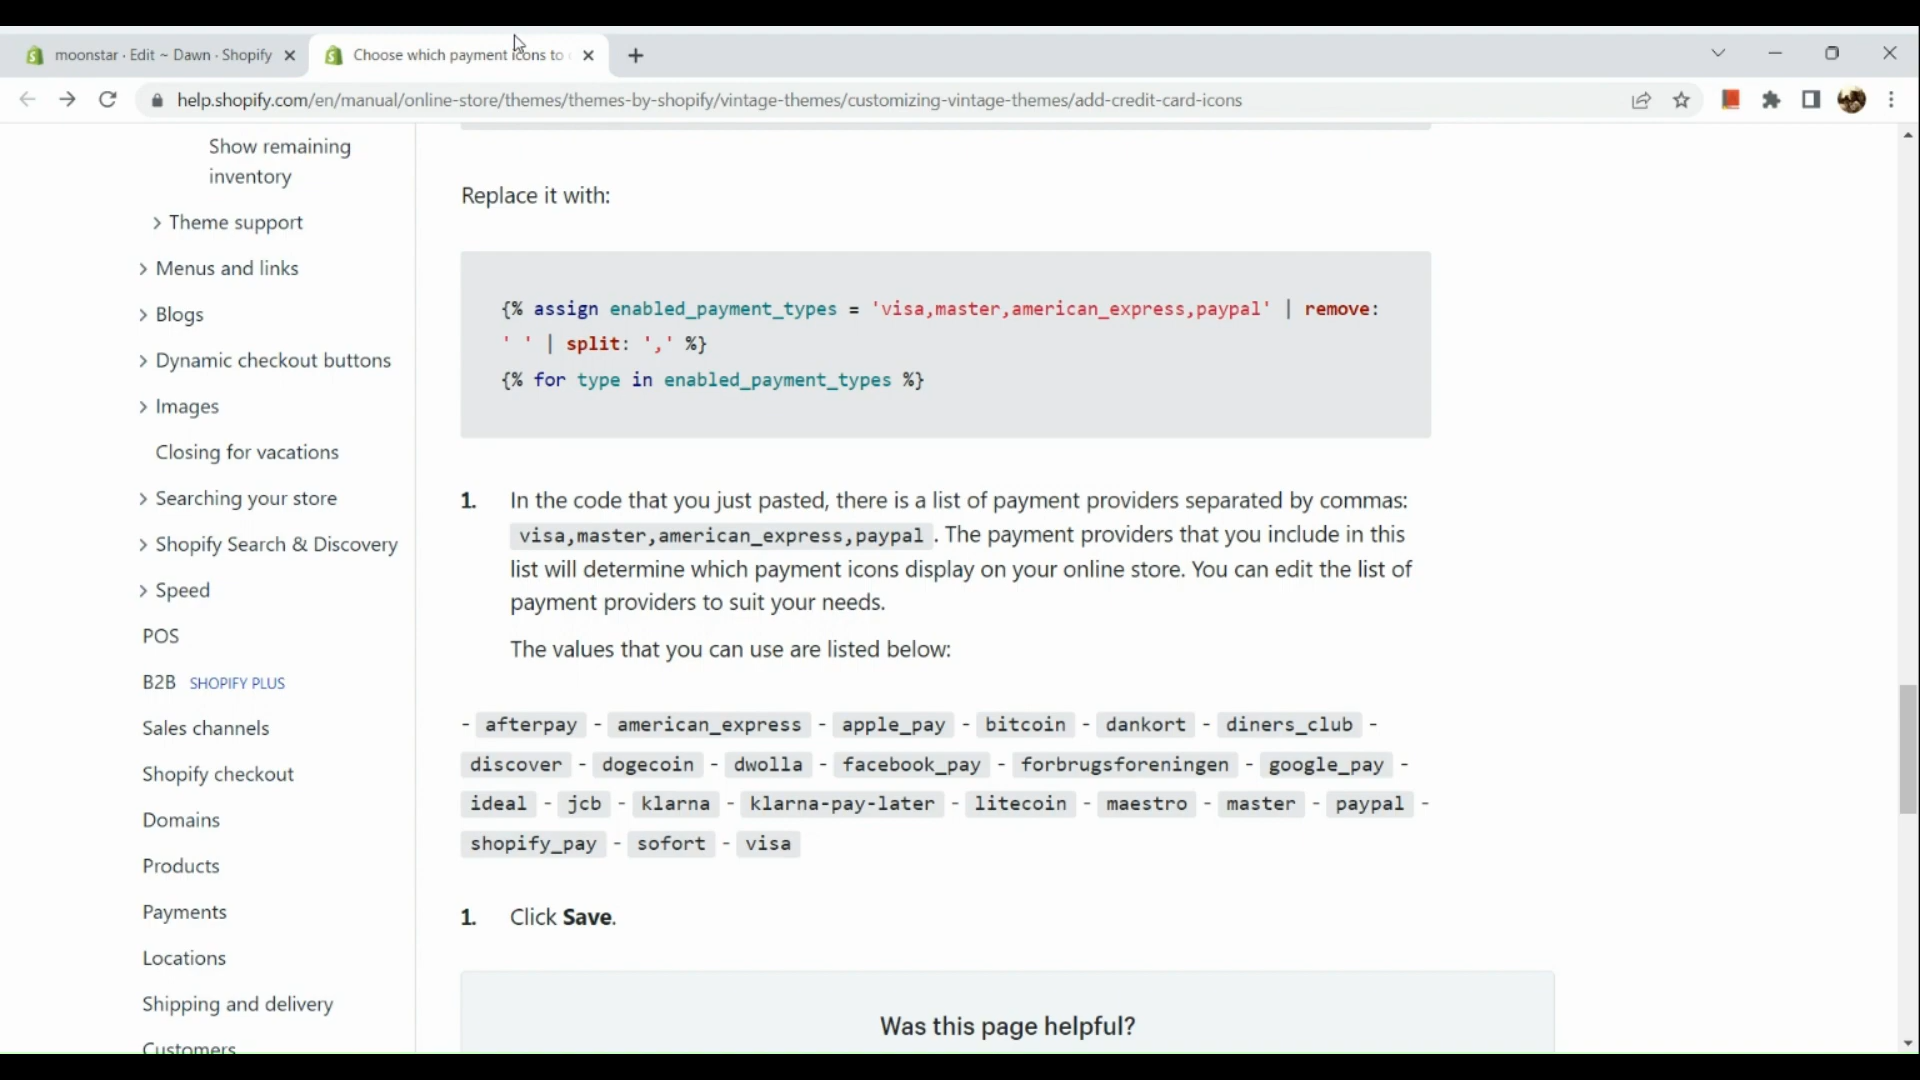 moonstar · Edit ~ Dawn · Shopify
Choose which payment icons to
help.shopify.com/en/manual/online-store/themes/themes-by-shopify/vintage-themes/customizing-vintage-themes/add-credit-card-icons
Show remaining
inventory
Theme support
Menus and links
Blogs
Dynamic checkout buttons
Images
Closing for vacations
Searching your store
Shopify Search & Discovery
Speed
POS
B2B SHOPIFY PLUS
Sales channels
Shopify checkout
Domains
Products
Payments
Locations
Shipping and delivery
Customers
Replace it with:
{% assign enabled_payment_types = 'visa,master,american_express,paypal' | remove:
' ' | split: ',' %}
{% for type in enabled_payment_types %}
1. In the code that you just pasted, there is a list of payment providers separated by commas:
visa,master,american_express,paypal . The payment providers that you include in this
list will determine which payment icons display on your online store. You can edit the list of
payment providers to suit your needs.
The values that you can use are listed below:
- afterpay - american_express - apple_pay - bitcoin - dankort - diners_club -
discover - dogecoin - dwolla - facebook_pay - forbrugsforeningen - google_pay -
ideal - jcb - klarna - klarna-pay-later - litecoin - maestro - master - paypal -
shopify_pay - sofort - visa
1. Click Save.
Was this page helpful?